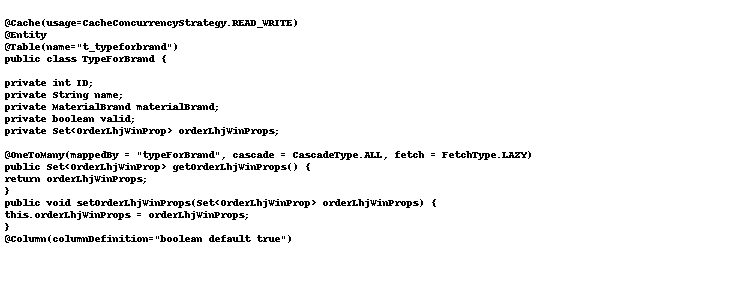 @Cache(usage=CacheConcurrencyStrategy.READ_WRITE)
@Entity
@Table(name="t_typeforbrand")
public class TypeForBrand {
private int ID;
private String name;
private MaterialBrand materialBrand;
private boolean valid;
private Set<OrderLhjWinProp> orderLhjWinProps;
@OneToMany(mappedBy = "typeForBrand", cascade = CascadeType.ALL, fetch = FetchType.LAZY)
public Set<OrderLhjWinProp> getOrderLhjWinProps() {
return orderLhjWinProps;
}
public void setOrderLhjWinProps(Set<OrderLhjWinProp> orderLhjWinProps) {
this.orderLhjWinProps = orderLhjWinProps;
}
@Column(columnDefinition="boolean default true")